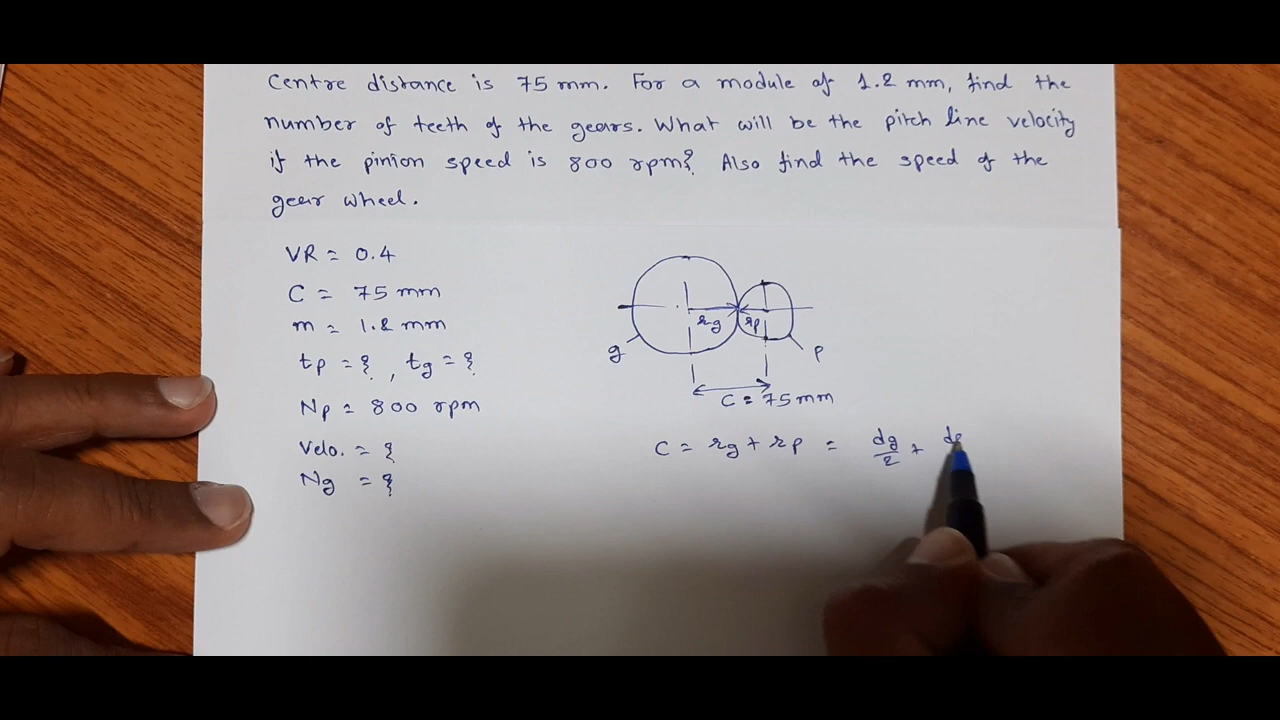 Centre distance is 75 mm. For a module of 1.2 mm, find the
number of teeth of the gears. What will be the pitch line velocity
if the pinion speed is 800 rpm? Also find the speed of the
gear wheel.
VR = 0.4
C = 75 mm
m = 1.2 mm
tp = ?, tg = ?
Np = 800 rpm
Velo. = ?
Ng = ?
rg rp
g p
C = 75 mm
C = rg + rp = dg/2 + dp